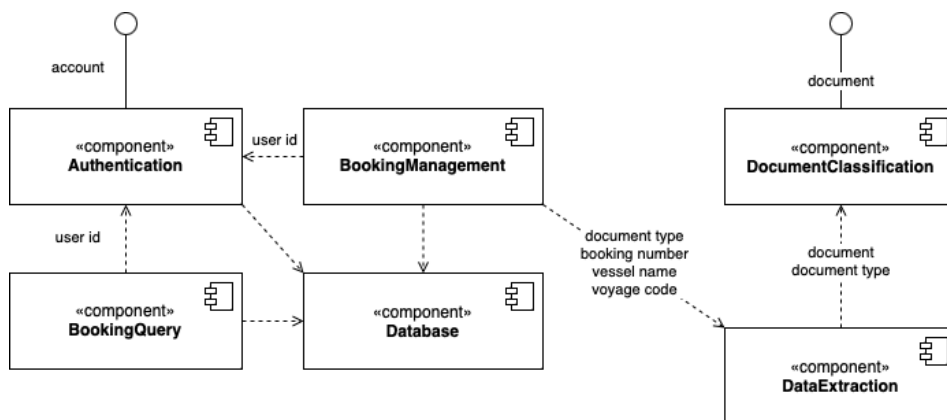 account
document
«component»
Authentication
user id
«component»
BookingManagement
«component»
DocumentClassification
user id
document type
booking number
vessel name
voyage code
document
document type
«component»
BookingQuery
«component»
Database
«component»
DataExtraction